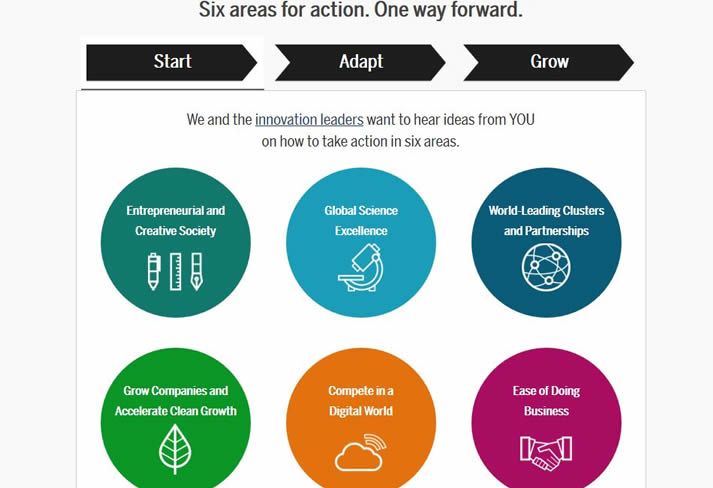 Six areas for action. One way forward.
Start
Adapt
Grow
We and the innovation leaders want to hear ideas from YOU
on how to take action in six areas.
Entrepreneurial and
Creative Society
Global Science
Excellence
World-Leading Clusters
and Partnerships
Grow Companies and
Accelerate Clean Growth
Compete in a
Digital World
Ease of Doing
Business